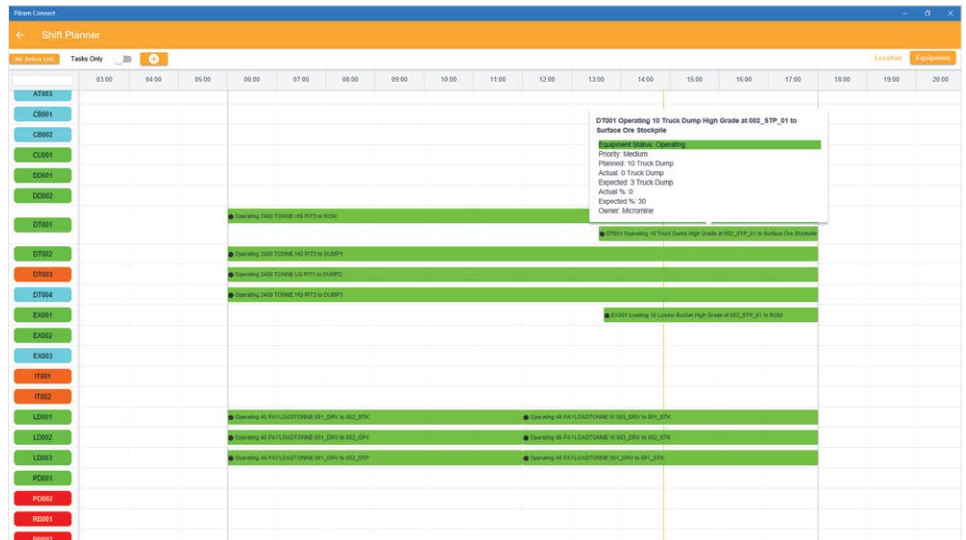 Pitram Connect
Shift Planner
No Active List Tasks Only Location Equipment
03:00 04:00 05:00 06:00 07:00 08:00 09:00 10:00 11:00 12:00 13:00 14:00 15:00 16:00 17:00 18:00 19:00 20:00
AT003
CB001
CB002
CU001
DD001
DD002
DT001 Operating 10 Truck Dump High Grade at 002_STP_01 to
Surface Ore Stockpile
Equipment Status: Operating
Priority: Medium
Planned: 10 Truck Dump
Actual: 0 Truck Dump
Expected: 3 Truck Dump
Actual %: 0
Expected %: 30
Owner: Micromine
DT001 Operating 2400 TONNE HG PIT3 to ROM
DT001 Operating 10 Truck Dump High Grade at 002_STP_01 to Surface Ore Stockpile
DT002 Operating 2400 TONNE HG PIT3 to DUMP1
DT003 Operating 2400 TONNE LG PIT1 to DUMP2
DT004 Operating 2400 TONNE HG PIT3 to DUMP1
EX001 EX001 Loading 10 Loader Bucket High Grade at 002_STP_01 to ROM
EX002
EX003
IT001
IT002
LD001 Operating 45 PAYLOADTONNE 001_DRV to 002_STK Operating 45 PAYLOADTONNE W 003_DRV to 001_STK
LD002 Operating 45 PAYLOADTONNE 001_DRV to 002_OP1 Operating 45 PAYLOADTONNE W 003_DRV to 002_STK
LD003 Operating 45 PAYLOADTONNE 001_DRV to 002_STP Operating 45 PAYLOADTONNE 001_DRV to 001_STK
PD001
PD002
RB001
RB002